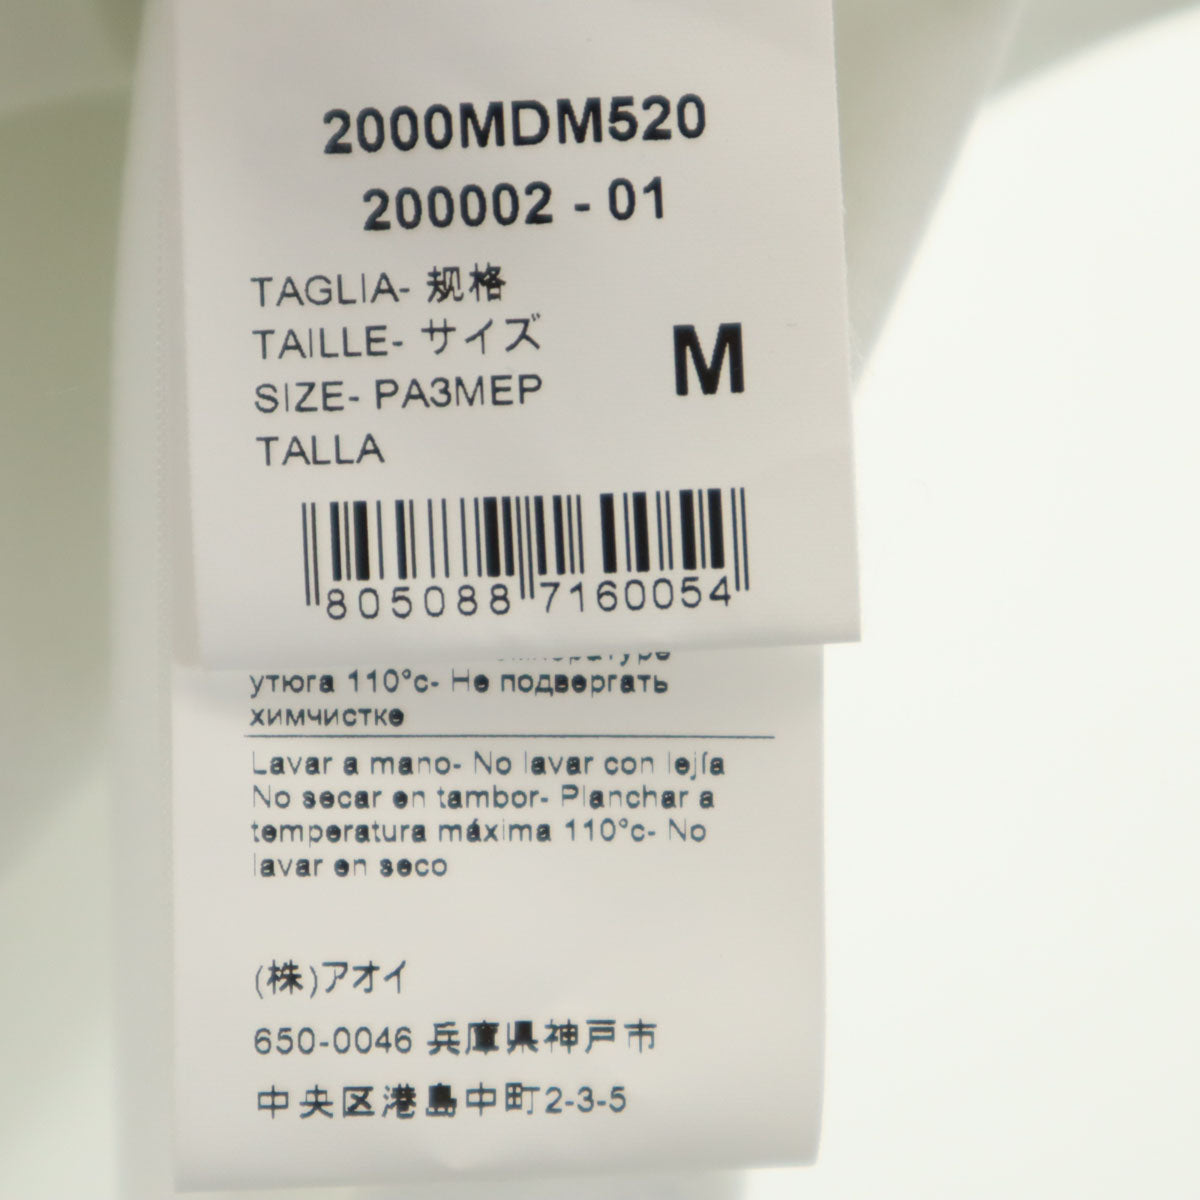 2000MDM520
200002 - 01
TAGLIA- 规格
TAILLE- サイズ
SIZE- РАЗМЕР
TALLA
M
805088 7160054
утюга 110°c- Не подвергать
химчистке
Lavar a mano- No lavar con lejía
No secar en tambor- Planchar a
temperatura máxima 110°c- No
lavar en seco
(株)アオイ
650-0046 兵庫県神戸市
中央区港島中町2-3-5